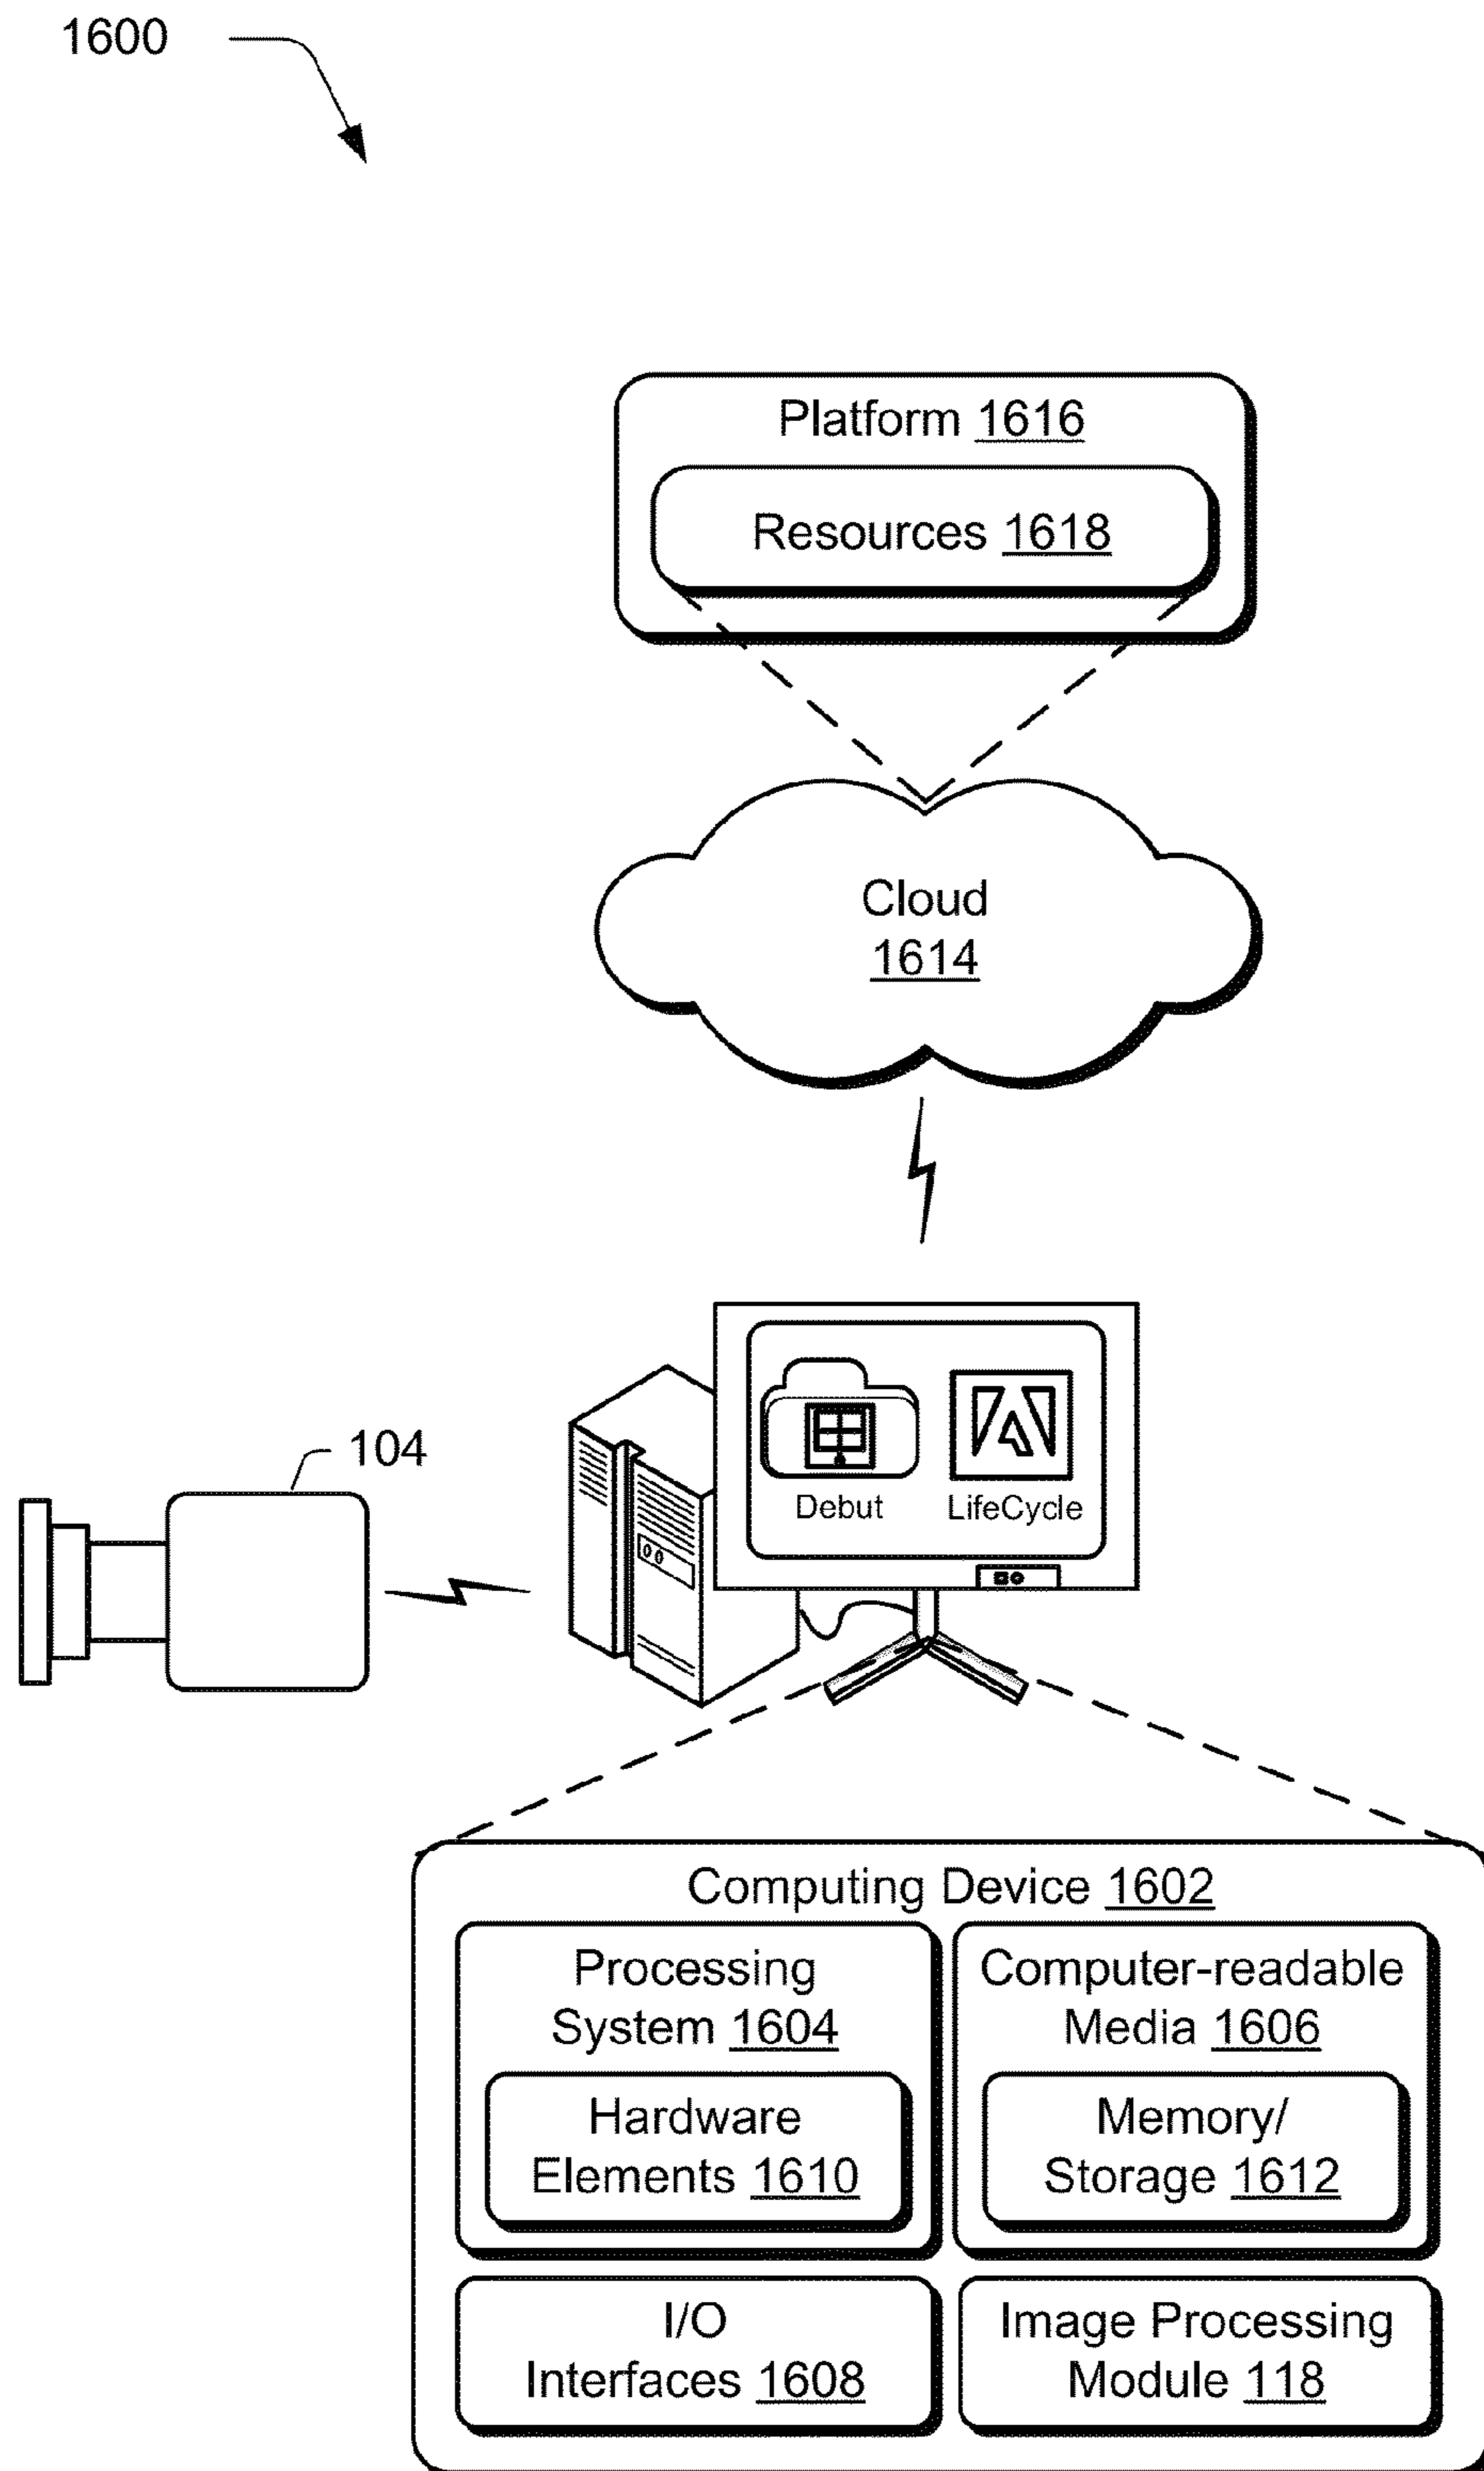 1600
Platform 1616
Resources 1618
Cloud
1614
104
Debut
LifeCycle
Computing Device 1602
Processing
System 1604
Hardware
Elements 1610
Computer-readable
Media 1606
Memory/
Storage 1612
I/O
Interfaces 1608
Image Processing
Module 118